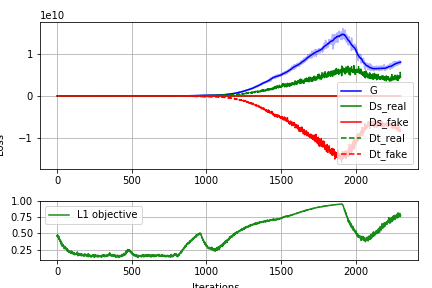 1e10
1
0
−1
Loss
G
Ds_real
Ds_fake
Dt_real
Dt_fake
0
500
1000
1500
2000
1.00
0.75
0.50
0.25
L1 objective
0
500
1000
1500
2000
Iterations